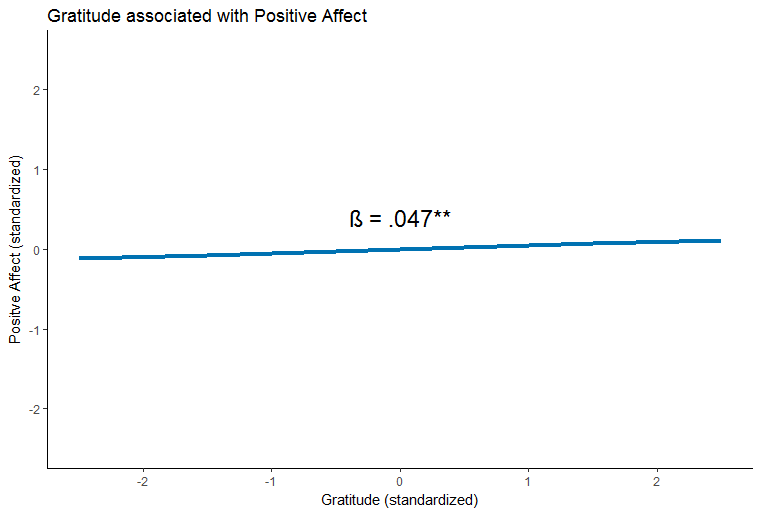 Gratitude associated with Positive Affect
2
1
ß = .047**
0
-1
-2
Positve Affect (standardized)
-2 -1 0 1 2
Gratitude (standardized)